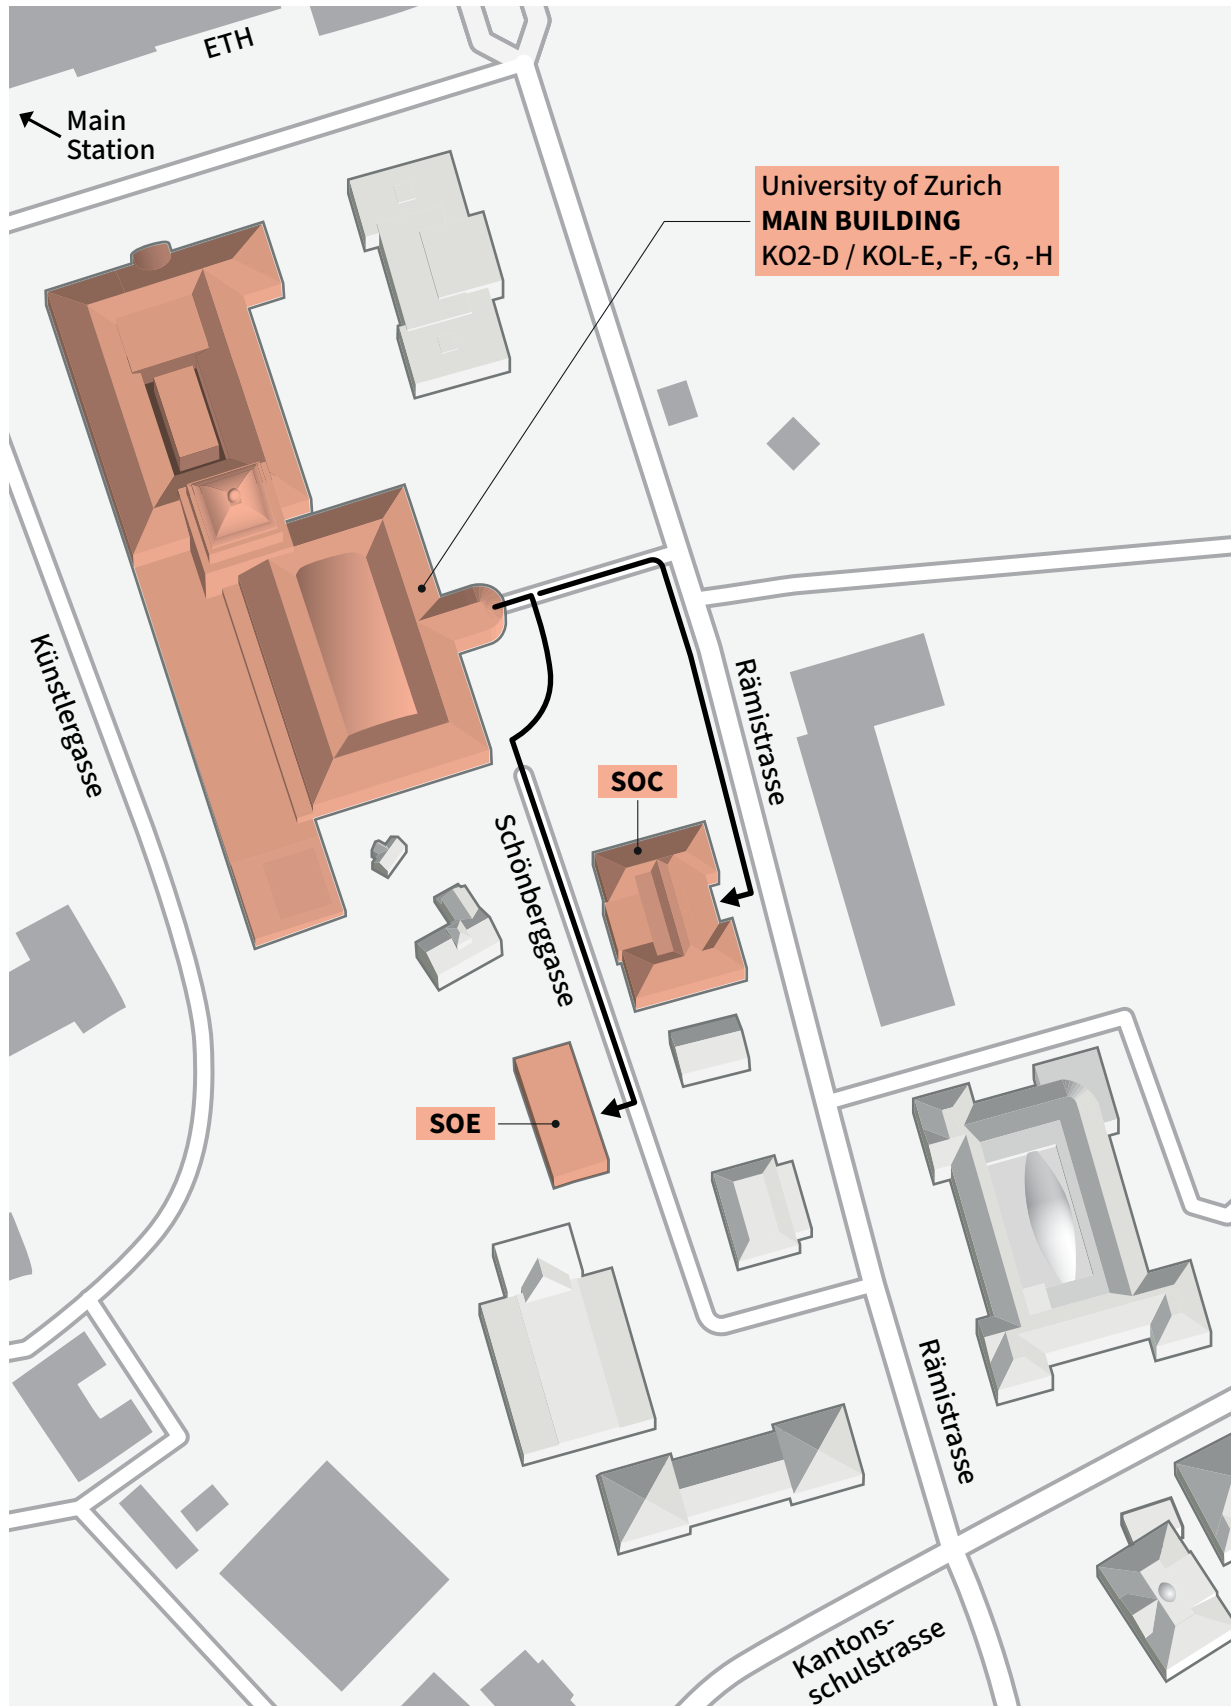 ETH
Main
Station
University of Zurich
MAIN BUILDING
KO2-D / KOL-E, -F, -G, -H
Künstlergasse
Rämistrasse
SOC
Schönberggasse
SOE
Rämistrasse
Kantons-
schulstrasse